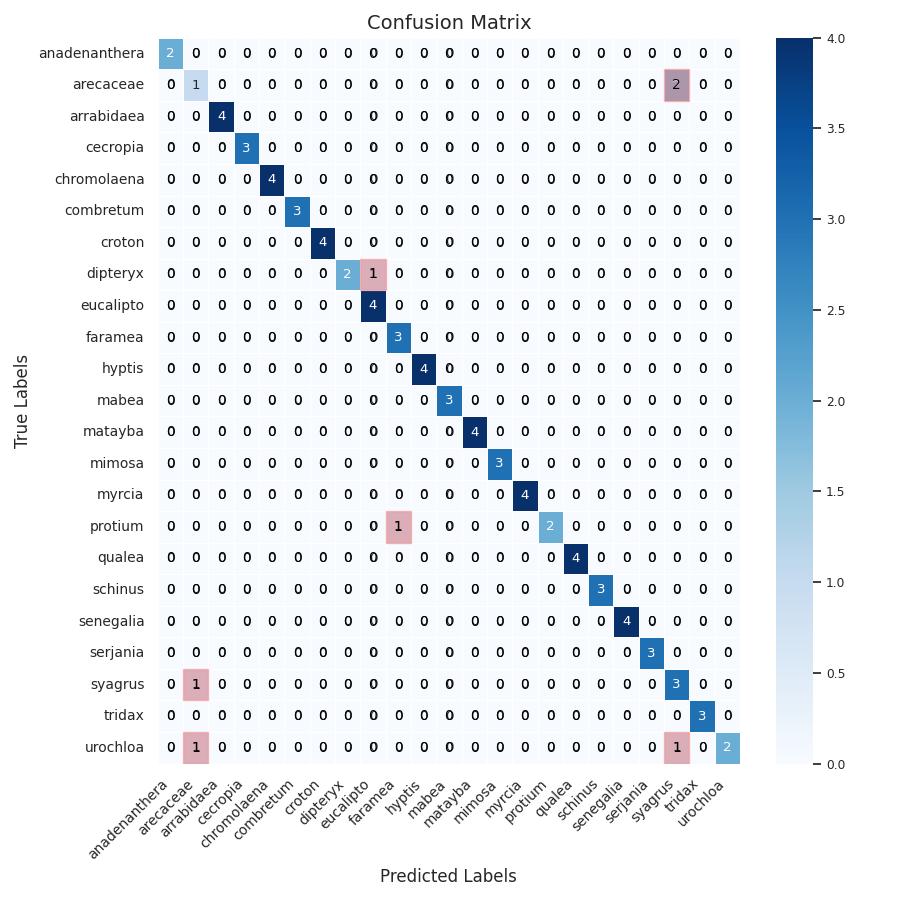 Confusion Matrix
anadenanthera 2 0 0 0 0 0 0 0 0 0 0 0 0 0 0 0 0 0 0 0 0 0 0
arecaceae 0 1 0 0 0 0 0 0 0 0 0 0 0 0 0 0 0 0 0 0 2 0 0
arrabidaea 0 0 4 0 0 0 0 0 0 0 0 0 0 0 0 0 0 0 0 0 0 0 0
cecropia 0 0 0 3 0 0 0 0 0 0 0 0 0 0 0 0 0 0 0 0 0 0 0
chromolaena 0 0 0 0 4 0 0 0 0 0 0 0 0 0 0 0 0 0 0 0 0 0 0
combretum 0 0 0 0 0 3 0 0 0 0 0 0 0 0 0 0 0 0 0 0 0 0 0
croton 0 0 0 0 0 0 4 0 0 0 0 0 0 0 0 0 0 0 0 0 0 0 0
dipteryx 0 0 0 0 0 0 0 2 1 0 0 0 0 0 0 0 0 0 0 0 0 0 0
eucalipto 0 0 0 0 0 0 0 0 4 0 0 0 0 0 0 0 0 0 0 0 0 0 0
faramea 0 0 0 0 0 0 0 0 0 3 0 0 0 0 0 0 0 0 0 0 0 0 0
hyptis 0 0 0 0 0 0 0 0 0 0 4 0 0 0 0 0 0 0 0 0 0 0 0
mabea 0 0 0 0 0 0 0 0 0 0 0 3 0 0 0 0 0 0 0 0 0 0 0
matayba 0 0 0 0 0 0 0 0 0 0 0 0 4 0 0 0 0 0 0 0 0 0 0
mimosa 0 0 0 0 0 0 0 0 0 0 0 0 0 3 0 0 0 0 0 0 0 0 0
myrcia 0 0 0 0 0 0 0 0 0 0 0 0 0 0 4 0 0 0 0 0 0 0 0
protium 0 0 0 0 0 0 0 0 0 1 0 0 0 0 0 2 0 0 0 0 0 0 0
qualea 0 0 0 0 0 0 0 0 0 0 0 0 0 0 0 0 4 0 0 0 0 0 0
schinus 0 0 0 0 0 0 0 0 0 0 0 0 0 0 0 0 0 3 0 0 0 0 0
senegalia 0 0 0 0 0 0 0 0 0 0 0 0 0 0 0 0 0 0 4 0 0 0 0
serjania 0 0 0 0 0 0 0 0 0 0 0 0 0 0 0 0 0 0 0 3 0 0 0
syagrus 0 1 0 0 0 0 0 0 0 0 0 0 0 0 0 0 0 0 0 0 3 0 0
tridax 0 0 0 0 0 0 0 0 0 0 0 0 0 0 0 0 0 0 0 0 0 3 0
urochloa 0 1 0 0 0 0 0 0 0 0 0 0 0 0 0 0 0 0 0 0 1 0 2
True Labels
anadenanthera
arecaceae
arrabidaea
cecropia
chromolaena
combretum
croton
dipteryx
eucalipto
faramea
hyptis
mabea
matayba
mimosa
myrcia
protium
qualea
schinus
senegalia
serjania
syagrus
tridax
urochloa
Predicted Labels
4.0
3.5
3.0
2.5
2.0
1.5
1.0
0.5
0.0